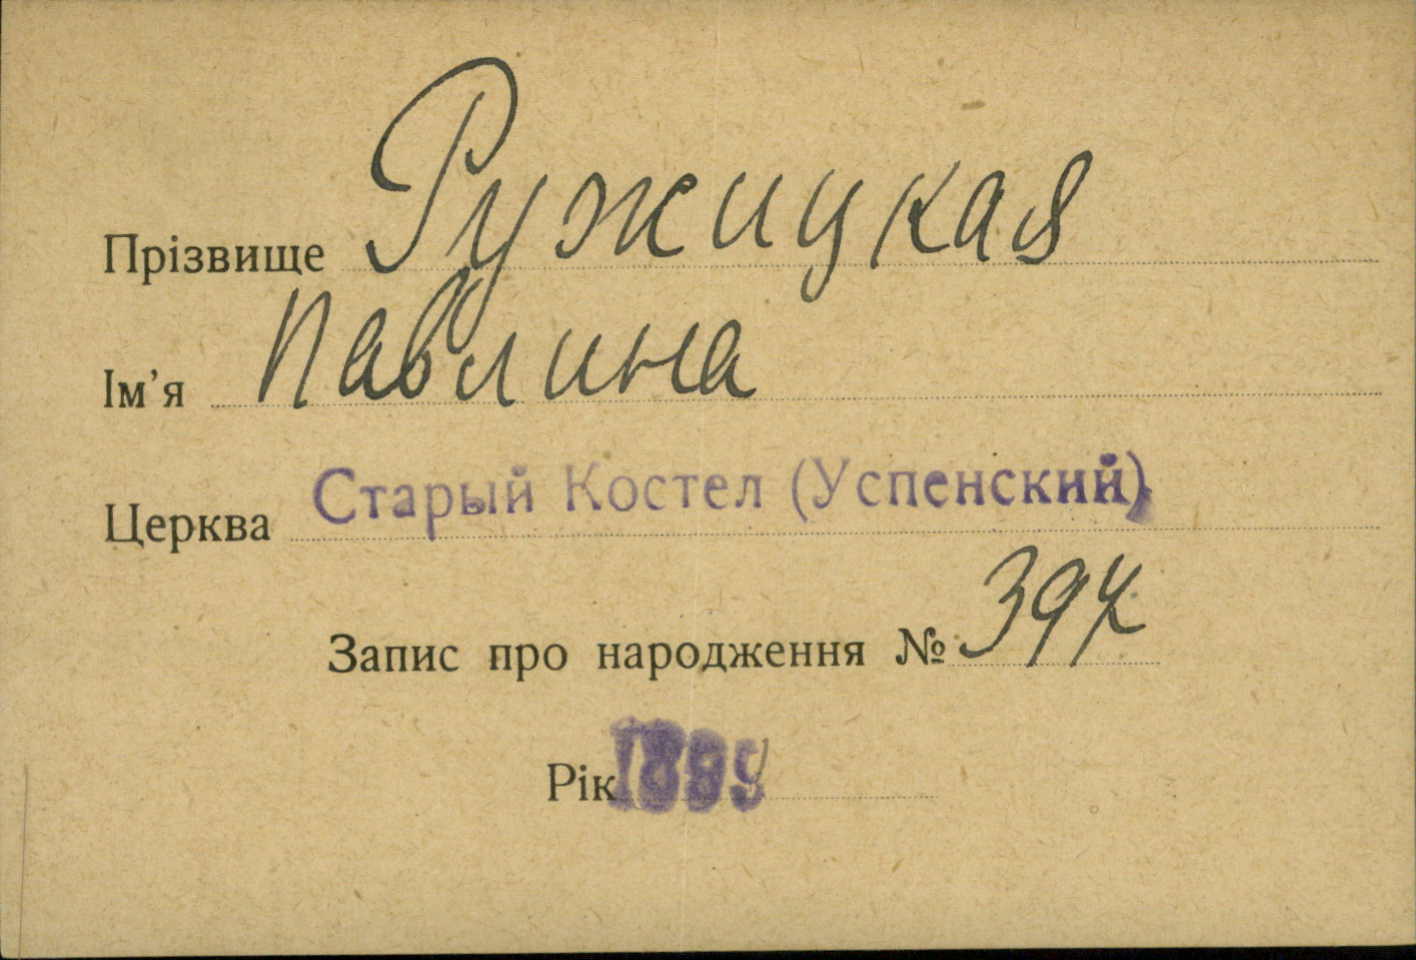 Прізвище Ружицкая
Ім'я Павлина
Церква Старый Костел (Успенский)
Запис про народження № 394
Рік 1899